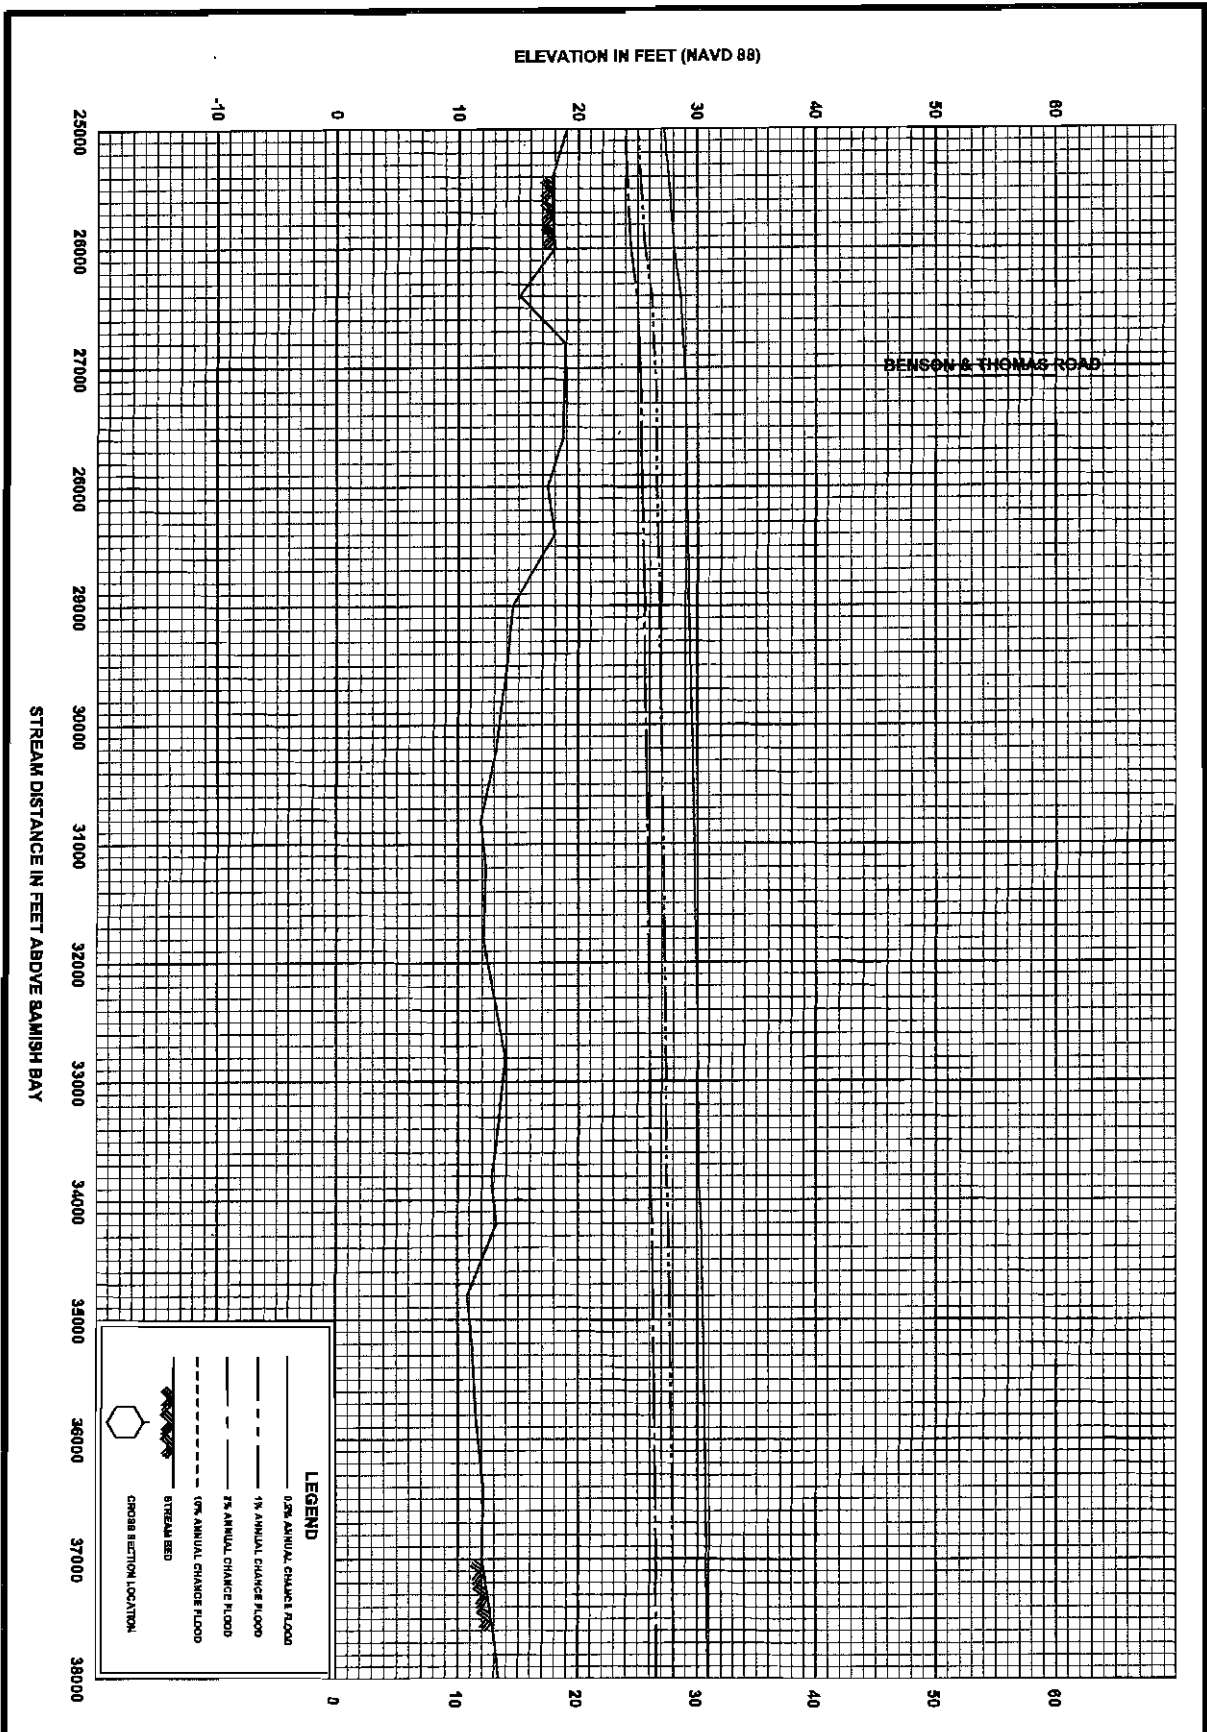 ELEVATION IN FEET (NAVD 88)
-10
0
10
20
30
40
50
60
25000
26000
27000
28000
29000
30000
31000
32000
33000
34000
35000
36000
37000
38000
BENSON & THOMAS ROAD
STREAM DISTANCE IN FEET ABOVE SAMISH BAY
LEGEND
0.2% ANNUAL CHANCE FLOOD
1% ANNUAL CHANCE FLOOD
2% ANNUAL CHANCE FLOOD
10% ANNUAL CHANCE FLOOD
STREAM BED
CROSS SECTION LOCATION
0
10
20
30
40
50
60